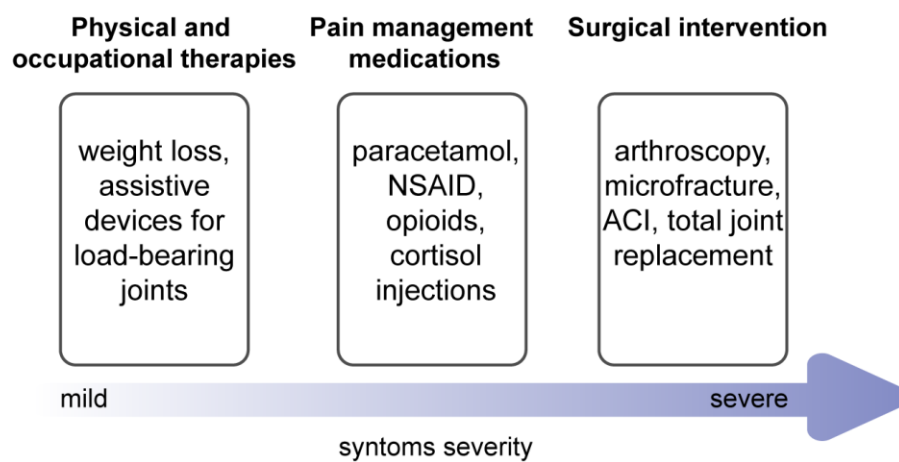 Physical and
occupational therapies
weight loss,
assistive
devices for
load-bearing
joints
Pain management
medications
paracetamol,
NSAID,
opioids,
cortisol
injections
Surgical intervention
arthroscopy,
microfracture,
ACI, total joint
replacement
mild
severe
syntoms severity